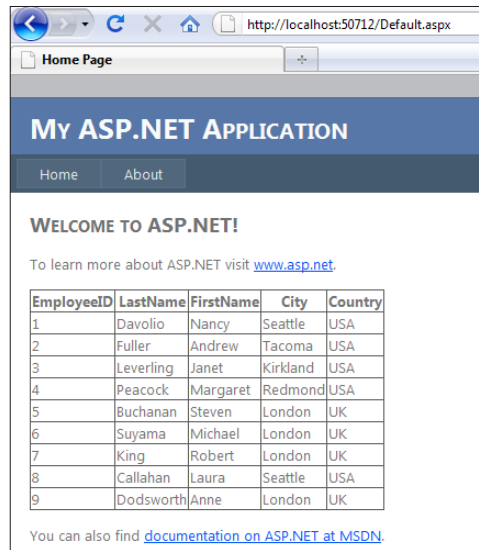 http://localhost:50712/Default.aspx
Home Page
MY ASP.NET APPLICATION
Home About
WELCOME TO ASP.NET!
To learn more about ASP.NET visit www.asp.net.
EmployeeID LastName FirstName City Country
1 Davolio Nancy Seattle USA
2 Fuller Andrew Tacoma USA
3 Leverling Janet Kirkland USA
4 Peacock Margaret Redmond USA
5 Buchanan Steven London UK
6 Suyama Michael London UK
7 King Robert London UK
8 Callahan Laura Seattle USA
9 Dodsworth Anne London UK
You can also find documentation on ASP.NET at MSDN.